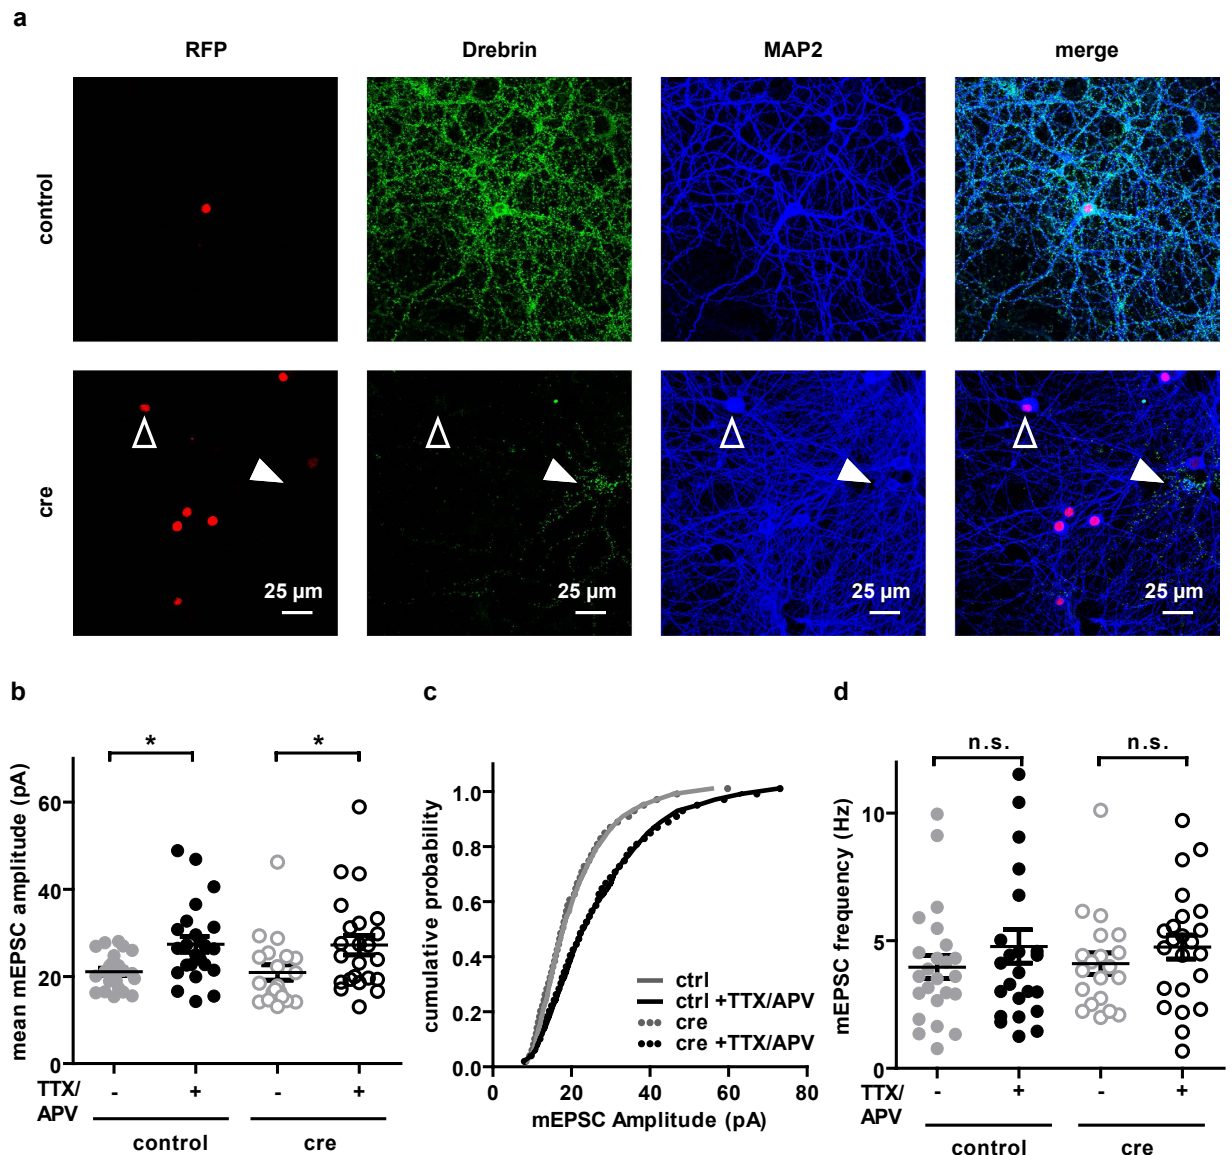 a
RFP Drebrin MAP2 merge
control
cre
25 µm 25 µm 25 µm 25 µm
b
mean mEPSC amplitude (pA)
* *
60
40
20
0
TTX/
APV
- + - +
control cre
c
cumulative probability
1.0
0.8
0.6
0.4
0.2
0.0
ctrl
ctrl +TTX/APV
cre
cre +TTX/APV
20 40 60 80
mEPSC Amplitude (pA)
d
mEPSC frequency (Hz)
n.s. n.s.
10
5
0
TTX/
APV
- + - +
control cre